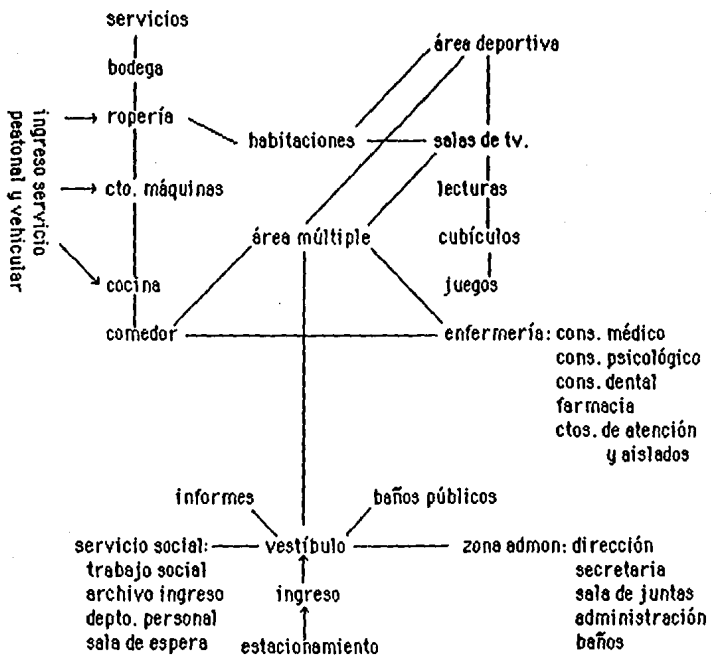 servicios
área deportiva
bodega
ingreso servicio
peatonal y vehicular
ropería
habitaciones
salas de tv.
cto. máquinas
lecturas
área múltiple
cubículos
cocina
juegos
comedor
enfermería: cons. médico
cons. psicológico
cons. dental
farmacia
ctos. de atención
y aislados
informes
baños públicos
servicio social:
trabajo social
archivo ingreso
depto. personal
sala de espera
vestíbulo
ingreso
estacionamiento
zona admon: dirección
secretaria
sala de juntas
administración
baños